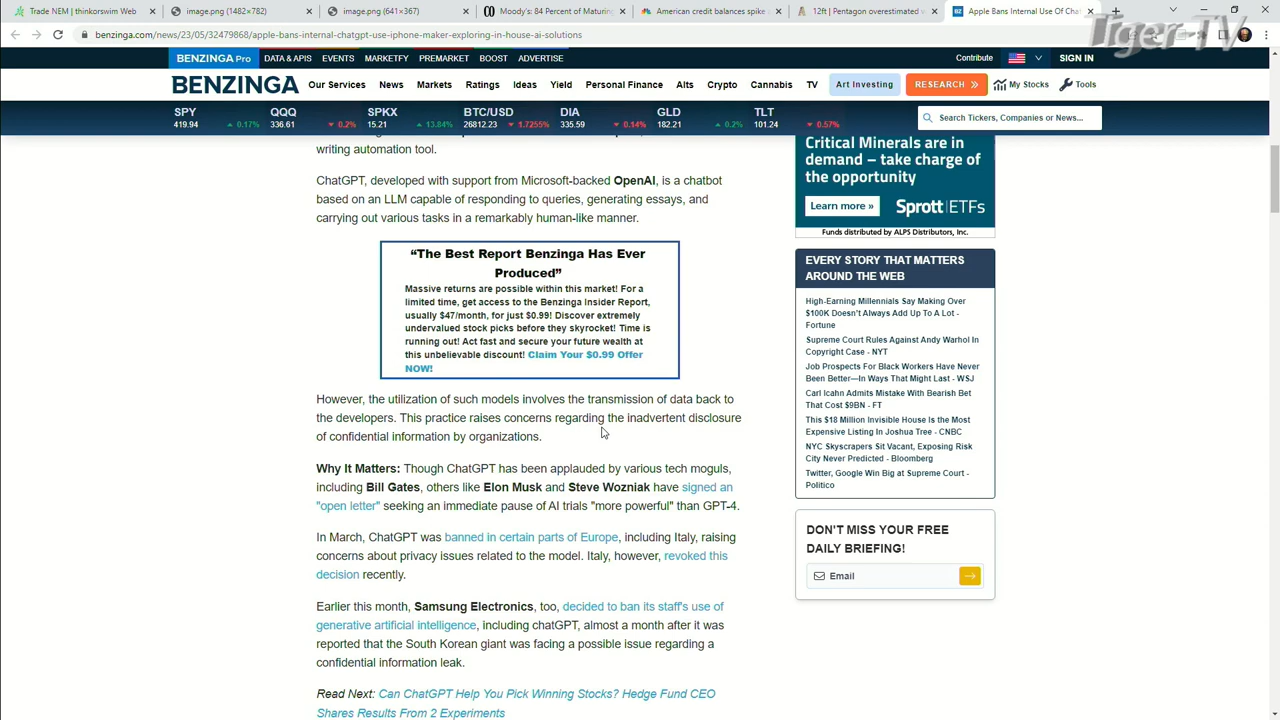 Trade NEM | thinkorswim Web
image.png (1482×782)
image.png (641×367)
Moody's: 84 Percent of Maturing
American credit balances spike c
12ft | Pentagon overestimated v
Apple Bans Internal Use Of Cha
Tiger-TV
benzinga.com/news/23/05/32479868/apple-bans-internal-chatgpt-use-iphone-maker-exploring-in-house-ai-solutions
BENZINGA Pro
DATA & APIS
EVENTS
MARKETFY
PREMARKET
BOOST
ADVERTISE
Contribute
SIGN IN
BENZINGA
Our Services
News
Markets
Ratings
Ideas
Yield
Personal Finance
Alts
Crypto
Cannabis
TV
Art Investing
RESEARCH
My Stocks
Tools
SPY
419.94 0.17%
QQQ
336.61 0.2%
SPKX
15.21 13.84%
BTC/USD
26812.23 1.7255%
DIA
335.59 0.14%
GLD
182.21 0.2%
TLT
101.24 0.57%
Search Tickers, Companies or News...
writing automation tool.
ChatGPT, developed with support from Microsoft-backed OpenAI, is a chatbot
based on an LLM capable of responding to queries, generating essays, and
carrying out various tasks in a remarkably human-like manner.
“The Best Report Benzinga Has Ever
Produced”
Massive returns are possible within this market! For a
limited time, get access to the Benzinga Insider Report,
usually $47/month, for just $0.99! Discover extremely
undervalued stock picks before they skyrocket! Time is
running out! Act fast and secure your future wealth at
this unbelievable discount! Claim Your $0.99 Offer
NOW!
However, the utilization of such models involves the transmission of data back to
the developers. This practice raises concerns regarding the inadvertent disclosure
of confidential information by organizations.
Why It Matters: Though ChatGPT has been applauded by various tech moguls,
including Bill Gates, others like Elon Musk and Steve Wozniak have signed an
"open letter" seeking an immediate pause of AI trials "more powerful" than GPT-4.
In March, ChatGPT was banned in certain parts of Europe, including Italy, raising
concerns about privacy issues related to the model. Italy, however, revoked this
decision recently.
Earlier this month, Samsung Electronics, too, decided to ban its staff's use of
generative artificial intelligence, including chatGPT, almost a month after it was
reported that the South Korean giant was facing a possible issue regarding a
confidential information leak.
Read Next: Can ChatGPT Help You Pick Winning Stocks? Hedge Fund CEO
Shares Results From 2 Experiments
Critical Minerals are in
demand – take charge of
the opportunity
Learn more »
Sprott ETFs
Funds distributed by ALPS Distributors, Inc.
EVERY STORY THAT MATTERS
AROUND THE WEB
High-Earning Millennials Say Making Over
$100K Doesn't Always Add Up To A Lot -
Fortune
Supreme Court Rules Against Andy Warhol In
Copyright Case - NYT
Job Prospects For Black Workers Have Never
Been Better—In Ways That Might Last - WSJ
Carl Icahn Admits Mistake With Bearish Bet
That Cost $9BN - FT
This $18 Million Invisible House Is the Most
Expensive Listing In Joshua Tree - CNBC
NYC Skyscrapers Sit Vacant, Exposing Risk
City Never Predicted - Bloomberg
Twitter, Google Win Big at Supreme Court -
Politico
DON'T MISS YOUR FREE
DAILY BRIEFING!
Email